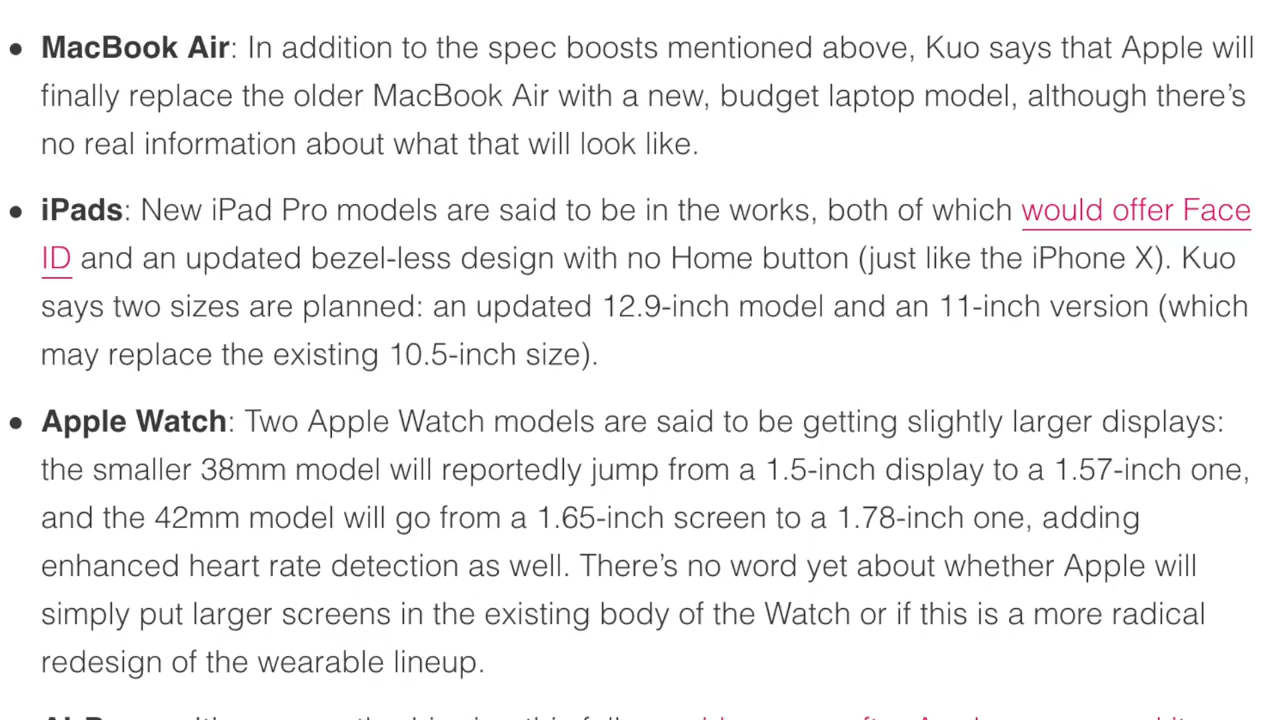 ● MacBook Air: In addition to the spec boosts mentioned above, Kuo says that Apple will
finally replace the older MacBook Air with a new, budget laptop model, although there’s
no real information about what that will look like.
● iPads: New iPad Pro models are said to be in the works, both of which would offer Face
ID and an updated bezel-less design with no Home button (just like the iPhone X). Kuo
says two sizes are planned: an updated 12.9-inch model and an 11-inch version (which
may replace the existing 10.5-inch size).
● Apple Watch: Two Apple Watch models are said to be getting slightly larger displays:
the smaller 38mm model will reportedly jump from a 1.5-inch display to a 1.57-inch one,
and the 42mm model will go from a 1.65-inch screen to a 1.78-inch one, adding
enhanced heart rate detection as well. There’s no word yet about whether Apple will
simply put larger screens in the existing body of the Watch or if this is a more radical
redesign of the wearable lineup.